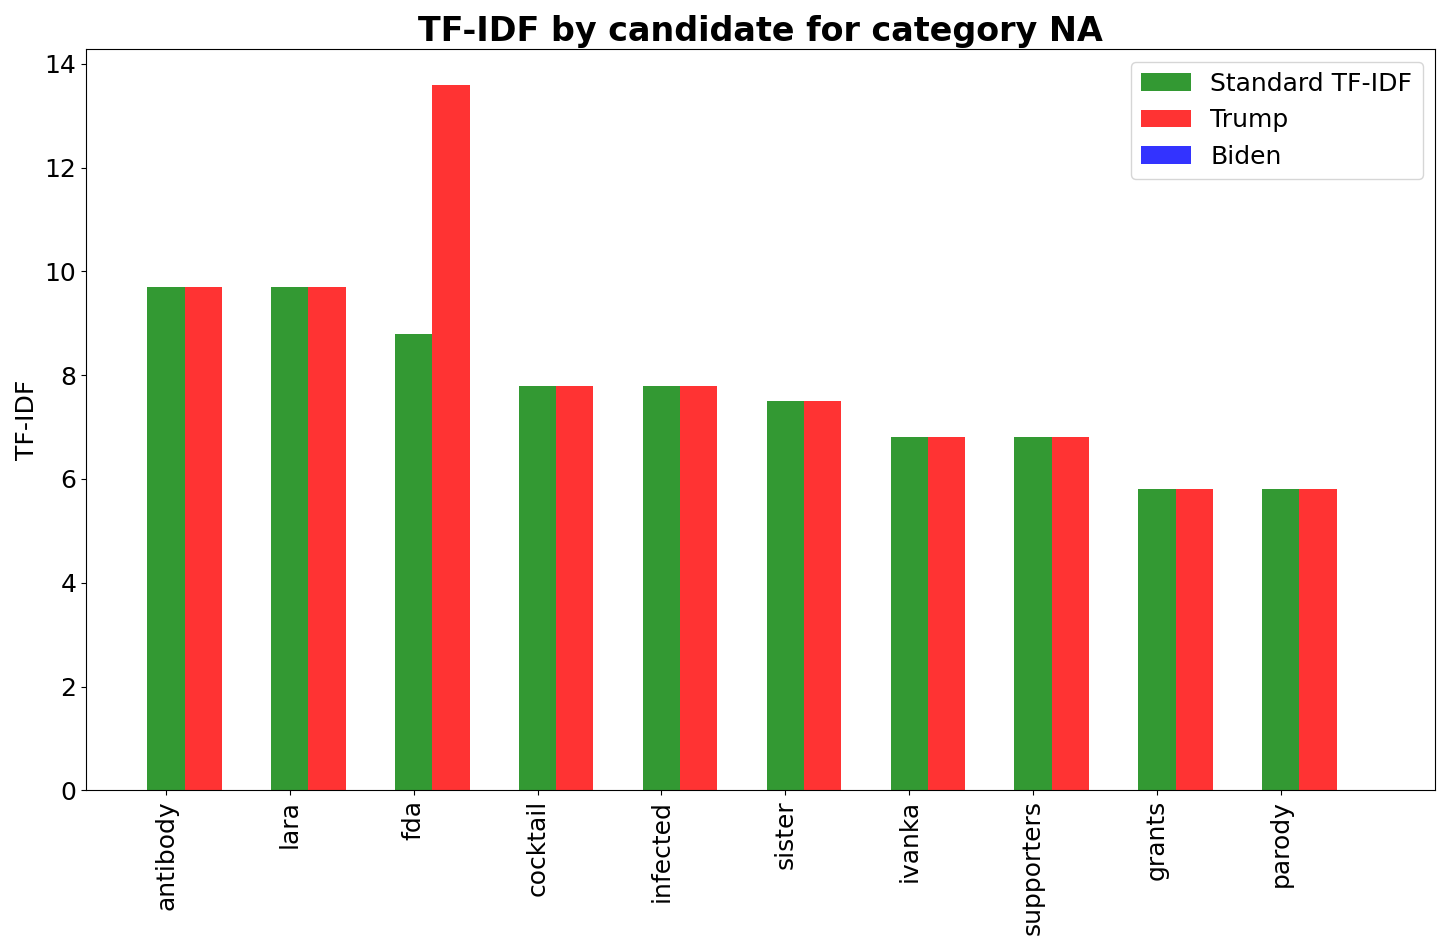 TF-IDF by candidate for category NA
Standard TF-IDF
Trump
Biden
TF-IDF
14
12
10
8
6
4
2
0
antibody
lara
fda
cocktail
infected
sister
ivanka
supporters
grants
parody